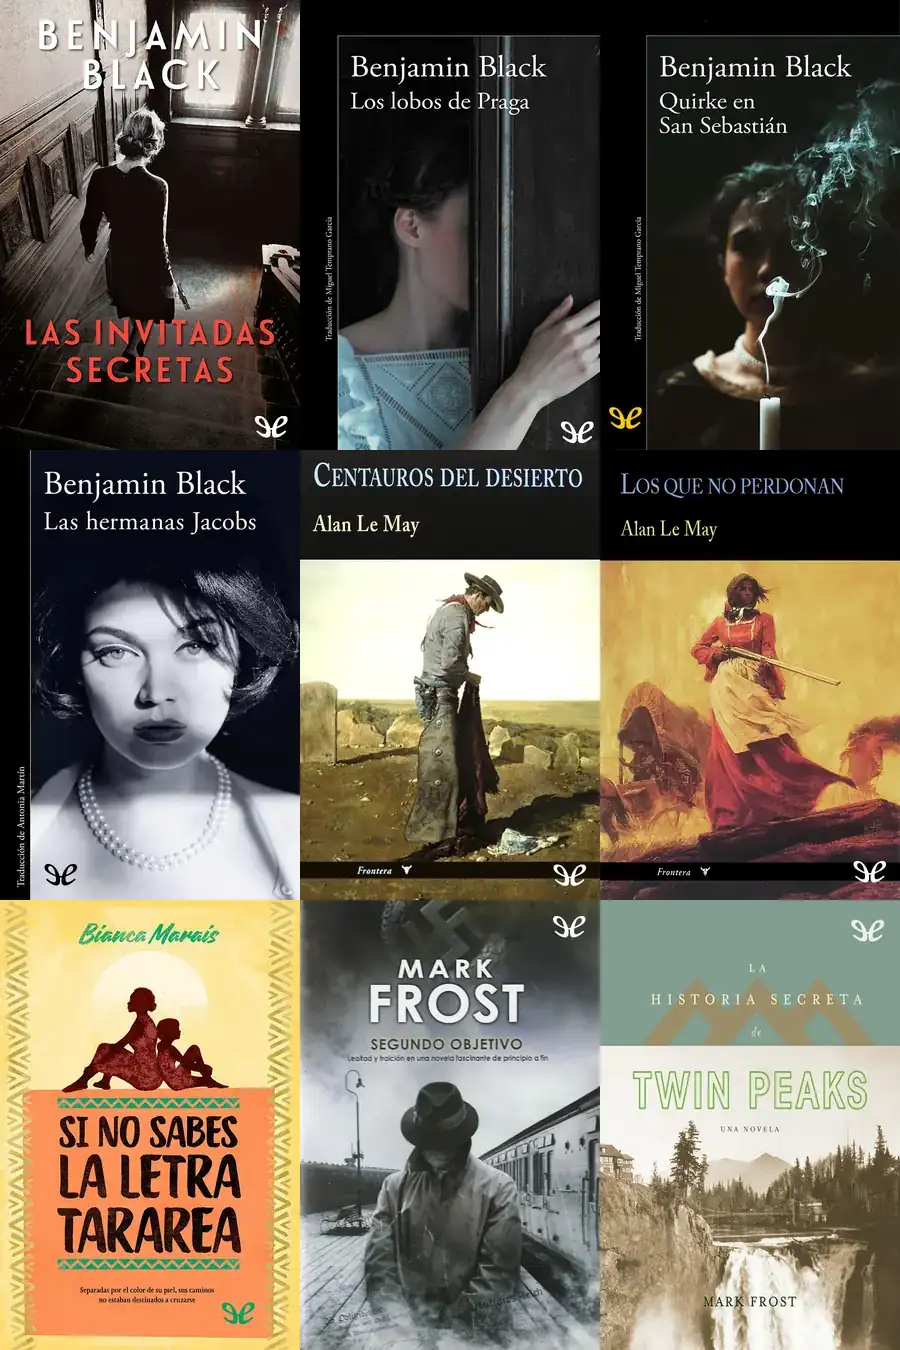 BENJAMIN
BLACK
LAS INVITADAS
SECRETAS
Benjamin Black
Los lobos de Praga
Traducción de Miguel Temprano García
Benjamin Black
Quirke en
San Sebastián
Traducción de Miguel Temprano García
Benjamin Black
Las hermanas Jacobs
Traducción de Antonia Martín
CENTAUROS DEL DESIERTO
Alan Le May
Frontera
LOS QUE NO PERDONAN
Alan Le May
Frontera
Bianca Marais
SI NO SABES
LA LETRA
TARAREA
Separadas por el color de su piel, sus caminos
no estaban destinados a cruzarse
MARK
FROST
SEGUNDO OBJETIVO
Lealtad y traición en una novela fascinante de principio a fin
LA
HISTORIA SECRETA
de
TWIN PEAKS
UNA NOVELA
MARK FROST